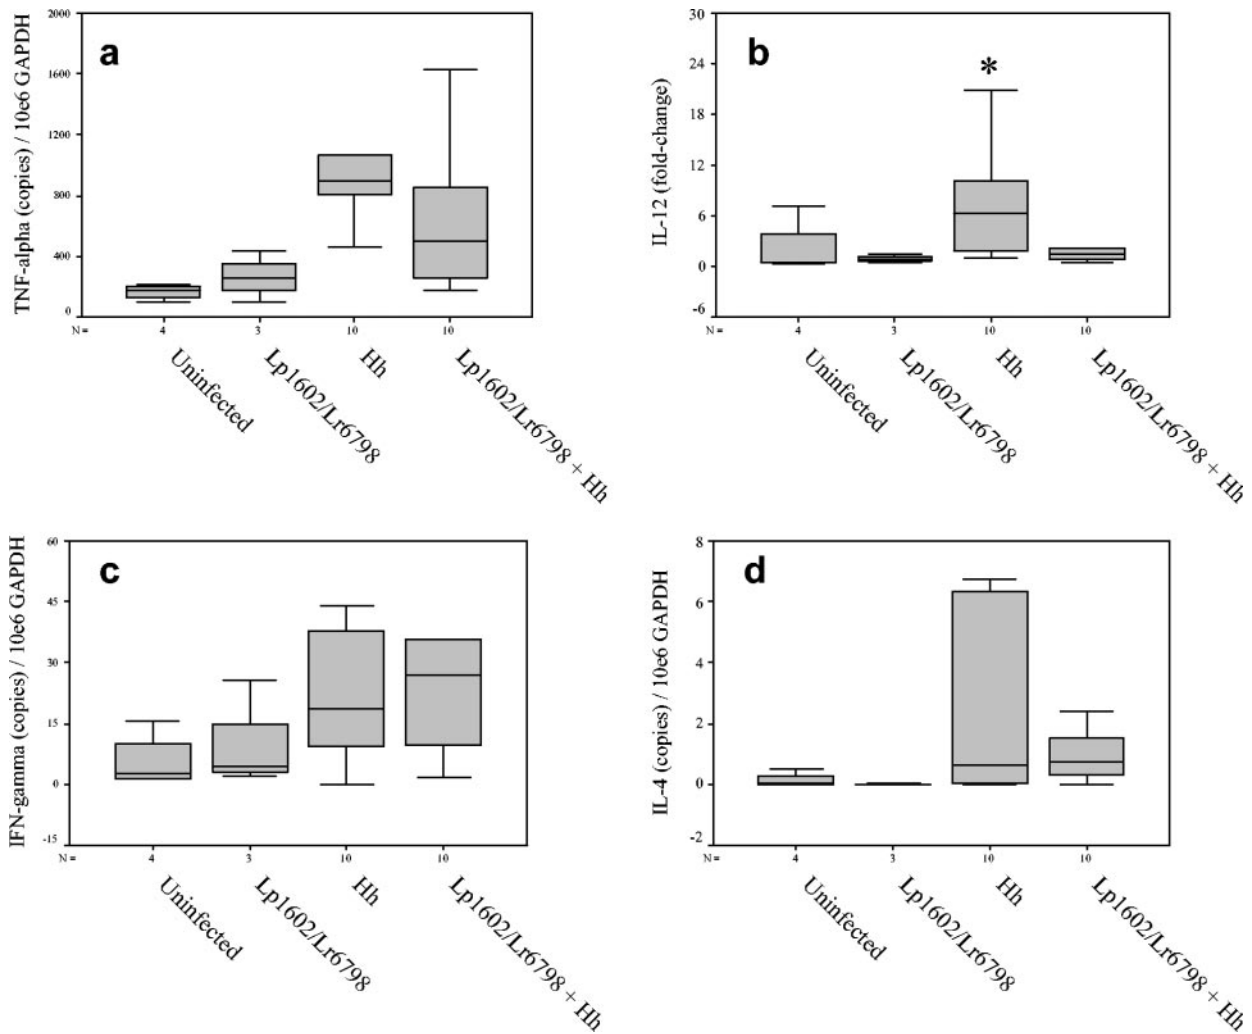 a
TNF-alpha (copies) / 10e6 GAPDH
2000
1600
1200
800
400
0
N =
4
3
10
10
Uninfected
Lp1602/Lr6798
Hh
Lp1602/Lr6798 + Hh
b
*
IL-12 (fold-change)
30
24
18
12
6
0
-6
N =
4
3
10
10
Uninfected
Lp1602/Lr6798
Hh
Lp1602/Lr6798 + Hh
c
IFN-gamma (copies) / 10e6 GAPDH
60
45
30
15
0
-15
N =
4
3
10
10
Uninfected
Lp1602/Lr6798
Hh
Lp1602/Lr6798 + Hh
d
IL-4 (copies) / 10e6 GAPDH
8
6
4
2
0
-2
N =
4
3
10
10
Uninfected
Lp1602/Lr6798
Hh
Lp1602/Lr6798 + Hh